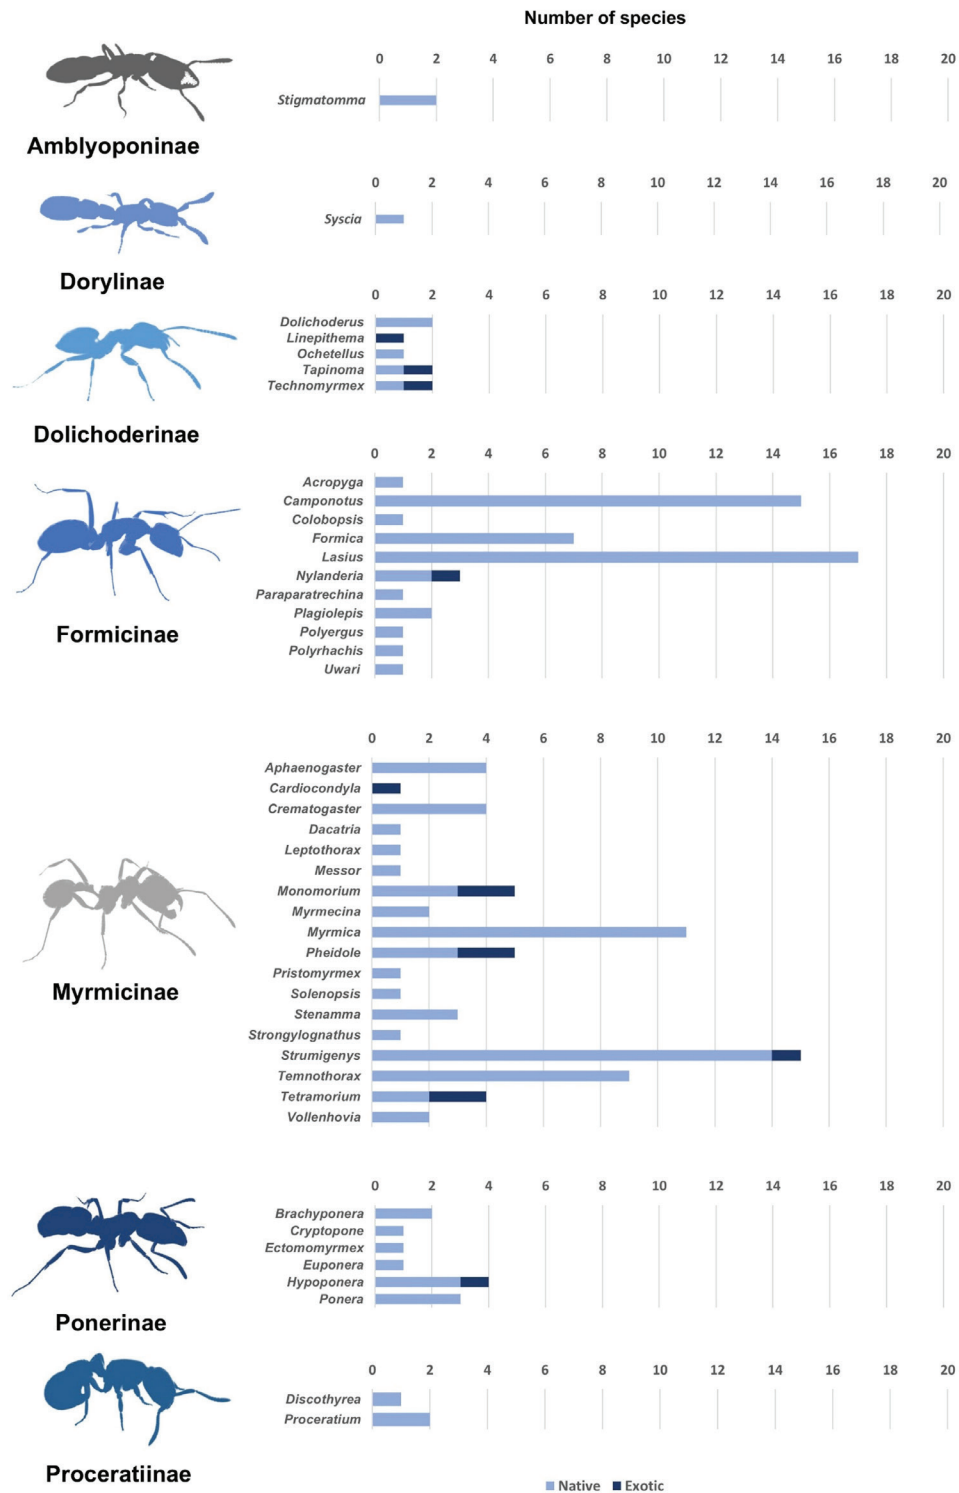 Number of species
0 2 4 6 8 10 12 14 16 18 20
Stigmatomma
Amblyoponinae
0 2 4 6 8 10 12 14 16 18 20
Syscia
Dorylinae
0 2 4 6 8 10 12 14 16 18 20
Dolichoderus
Linepithema
Ochetellus
Tapinoma
Technomyrmex
Dolichoderinae
0 2 4 6 8 10 12 14 16 18 20
Acropyga
Camponotus
Colobopsis
Formica
Lasius
Nylanderia
Paraparatrechina
Plagiolepis
Polyergus
Polyrhachis
Uwari
Formicinae
0 2 4 6 8 10 12 14 16 18 20
Aphaenogaster
Cardiocondyla
Crematogaster
Dacatria
Leptothorax
Messor
Monomorium
Myrmecina
Myrmica
Pheidole
Pristomyrmex
Solenopsis
Stenamma
Strongylognathus
Strumigenys
Temnothorax
Tetramorium
Vollenhovia
Myrmicinae
0 2 4 6 8 10 12 14 16 18 20
Brachyponera
Cryptopone
Ectomomyrmex
Euponera
Hypoponera
Ponera
Ponerinae
0 2 4 6 8 10 12 14 16 18 20
Discothyrea
Proceratium
Proceratiinae
Native Exotic